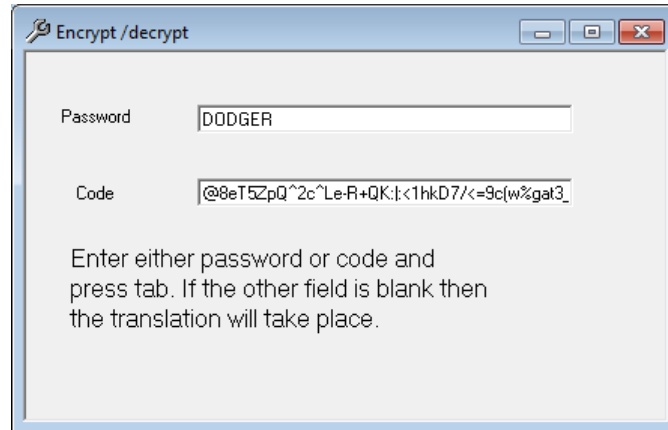 Encrypt /decrypt
Password
DODGER
Code
@8eT5ZpQ^2c^Le-R+QK:|:<1hkD7/<=9c(w%gat3_
Enter either password or code and
press tab. If the other field is blank then
the translation will take place.